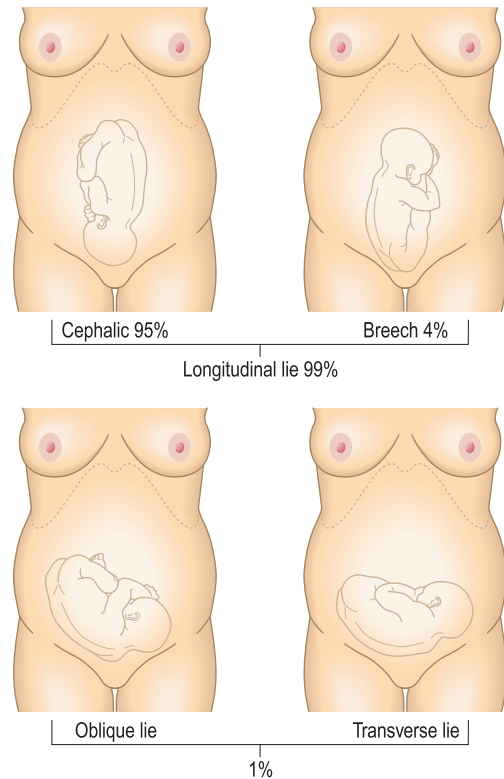 Cephalic 95%
Breech 4%
Longitudinal lie 99%
Oblique lie
Transverse lie
1%